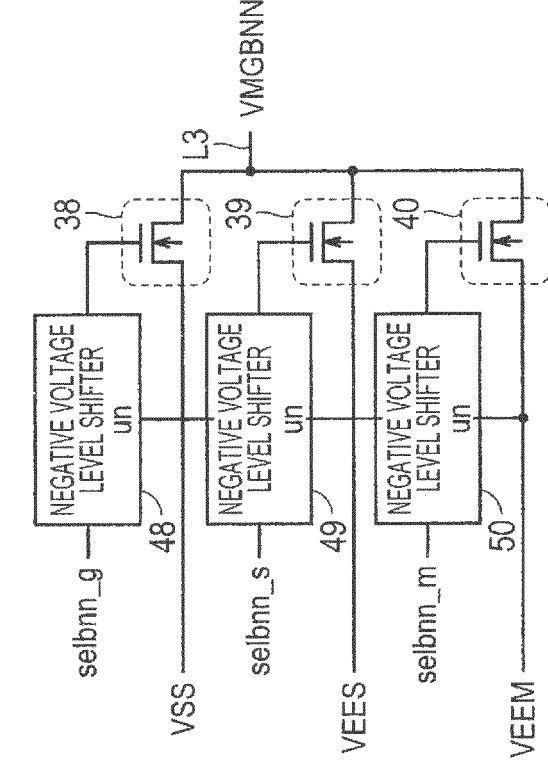 VMGBNN
L3
38
NEGATIVE VOLTAGE
LEVEL SHIFTER
un
48
selbnn_g
VSS
39
NEGATIVE VOLTAGE
LEVEL SHIFTER
un
49
selbnn_s
VEES
40
NEGATIVE VOLTAGE
LEVEL SHIFTER
un
50
selbnn_m
VEEM